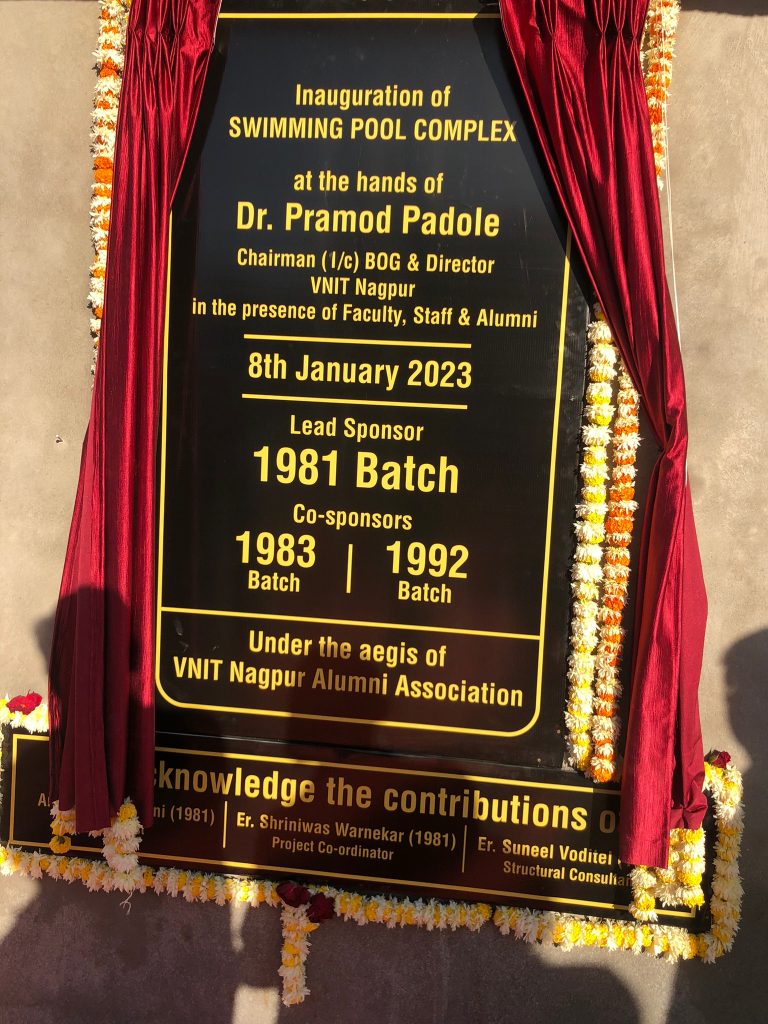 Inauguration of
SWIMMING POOL COMPLEX
at the hands of
Dr. Pramod Padole
Chairman ( I/c) BOG & Director
VNIT Nagpur
in the presence of Faculty, Staff & Alumni
8th January 2023
Lead Sponsor
1981 Batch
Co-sponsors
1983 | 1992
Batch Batch
Under the aegis of
VNIT Nagpur Alumni Association
the contributions
(1981) | Er. Shriniwas Warnekar (1981) | Er. Suneel
Project Co-ordinator Structural